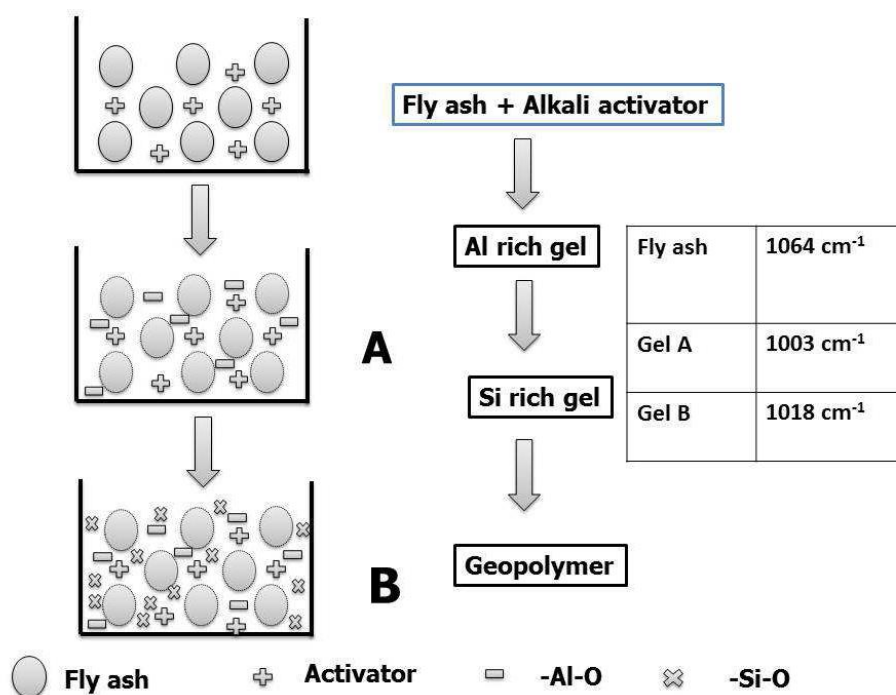 Fly ash + Alkali activator
Al rich gel
Fly ash 1064 cm⁻¹
A
Gel A 1003 cm⁻¹
Si rich gel
Gel B 1018 cm⁻¹
Geopolymer
B
Fly ash Activator -Al-O -Si-O